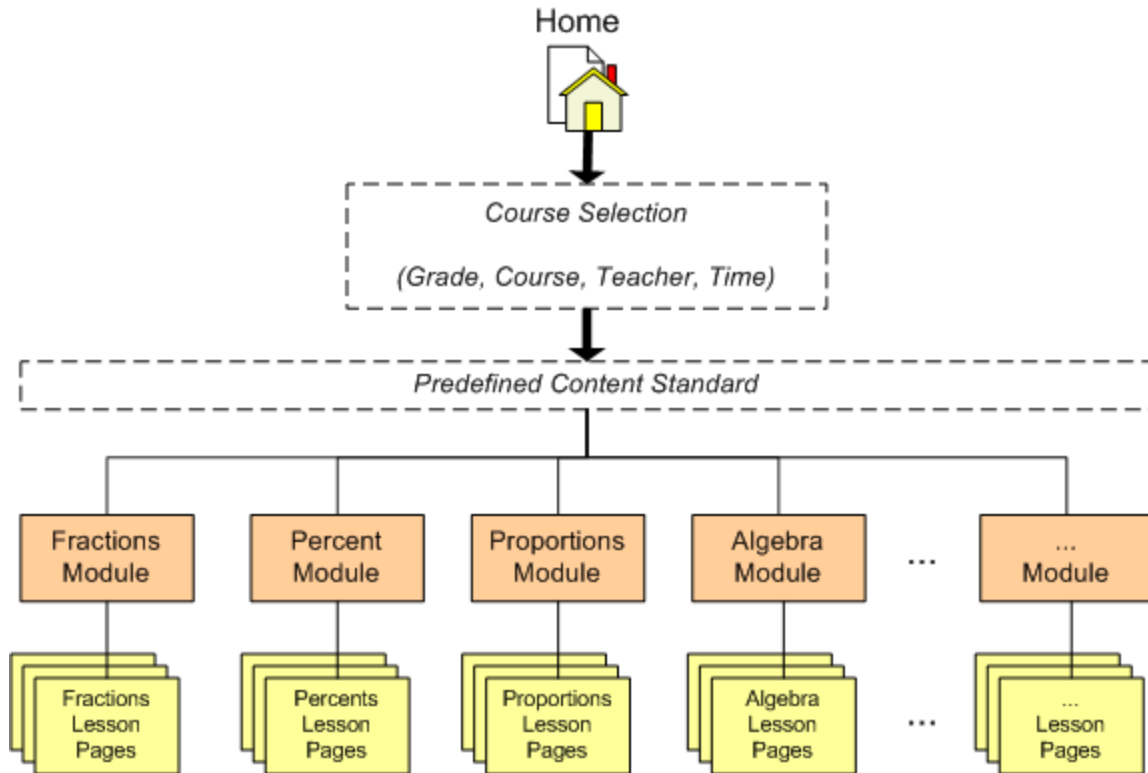 Home
Course Selection
(Grade, Course, Teacher, Time)
Predefined Content Standard
Fractions
Module
Percent
Module
Proportions
Module
Algebra
Module
...
...
Module
Fractions
Lesson
Pages
Percents
Lesson
Pages
Proportions
Lesson
Pages
Algebra
Lesson
Pages
...
...
Lesson
Pages